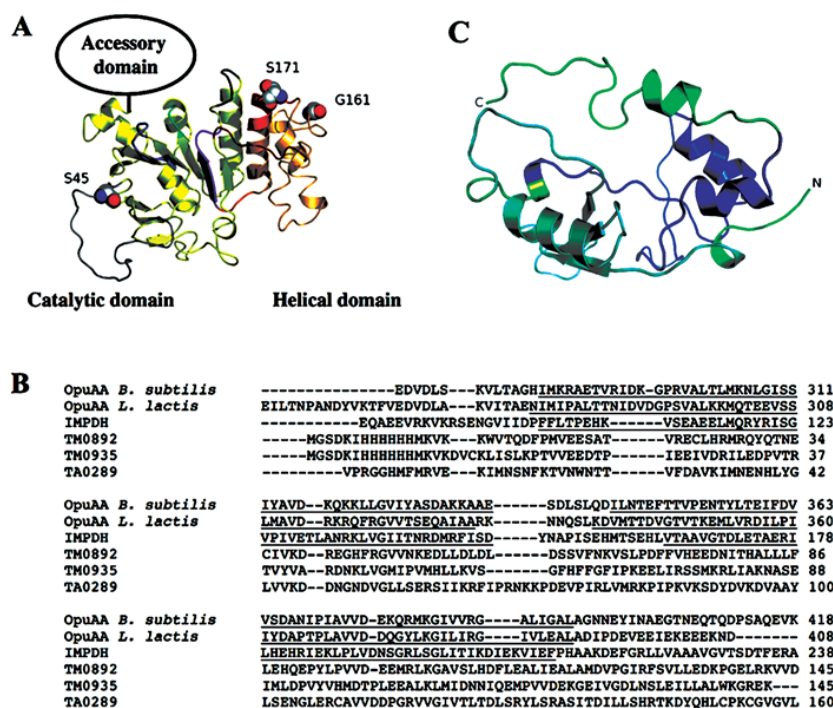 A
C
Accessory
domain
S171
G161
S45
C
N
Catalytic domain
Helical domain
B
OpuAA B. subtilis -------------EDVDLS---KVLTAGHIMKRAETVRIDK-GPRVALTLMKNLGISS 311
OpuAA L. lactis EILTNPANDYVKTFVEDVDLA---KVITAENIMIPALTTNIDVDGPSVALKKMQTEEVSS 308
IMPDH ----------EQAEEVRKVKRSENGVIIDPFFLTPEHK------VSEAEELMQRYRISG 123
TM0892 ----MGSDKIHHHHHHMKVK---KWVTQDFPMVEESAT------VRECLHRMRQYQTNE 34
TM0935 -MGSDKIHHHHHHMKVKDVCKLISLKPTVVEEDTP------IEEIVDRILEDPVTR 37
TA0289 --------VPRGGHMFMRVE---KIMNSNFKTVNWNTT------VFDAVKIMNENHLYG 42
OpuAA B. subtilis IYAVD--KQKKLLGVIYASDAKKAAE------SDLSLQDILNTEFTTVPENTYLTEIFDV 363
OpuAA L. lactis LMAVD--RKRQFRGVVTSEQAIAARK------NNQSLKDVMTTDVGTVTKEMLVRDILPI 360
IMPDH VPIVETLANRKLVGIITNRDMRFISD------YNAPISEHMTSEHLVTAAVGTDLETAERI 178
TM0892 CIVKD--REGHFRGVVNKEDLLDLDL------DSSVFNKVSLPDFFVHEEDNITHALLLF 86
TM0935 TVYVA--RDNKLVGMIPVMHLLKVS-------GFHFFGFIPKEELIRSSMKRLIAKNASE 88
TA0289 LVVKD--DNGNDVGLLSERSIIKRFIPRNKKPDEVPIRLVMRKPIPKVKSDYDVKDVAAY 100
OpuAA B. subtilis VSDANIPIAVVD-EKQRMKGIVVRG----ALIGALAGNNEYINAEGTNEQTQDPSAQEVK 418
OpuAA L. lactis IYDAPTPLAVVD-DQGYLKGILIRG----IVLEALADIPDEVEEIEKEEEKND------- 408
IMPDH LHEHRIEKLPLVDNSGRLSGLITIKDIEKVIEFPHAAKDEFGRLLVAAAVGVTSDTFERA 238
TM0892 LEHQEPYLPVVD-EEMRLKGAVSLHDFLEALIEALAMDVPGIRFSVLLEDKPGELRKVVD 145
TM0935 IMLDPVYVHMDTPLEEALKLMIDNNIQEMPVVDEKGEIVGDLNSLEILLALWKGREK--- 145
TA0289 LSENGLERCAVVDDPGRVVGIVTLTDLSRYLSRASITDILLSHRTKDYQHLCPKCGVGVL 160